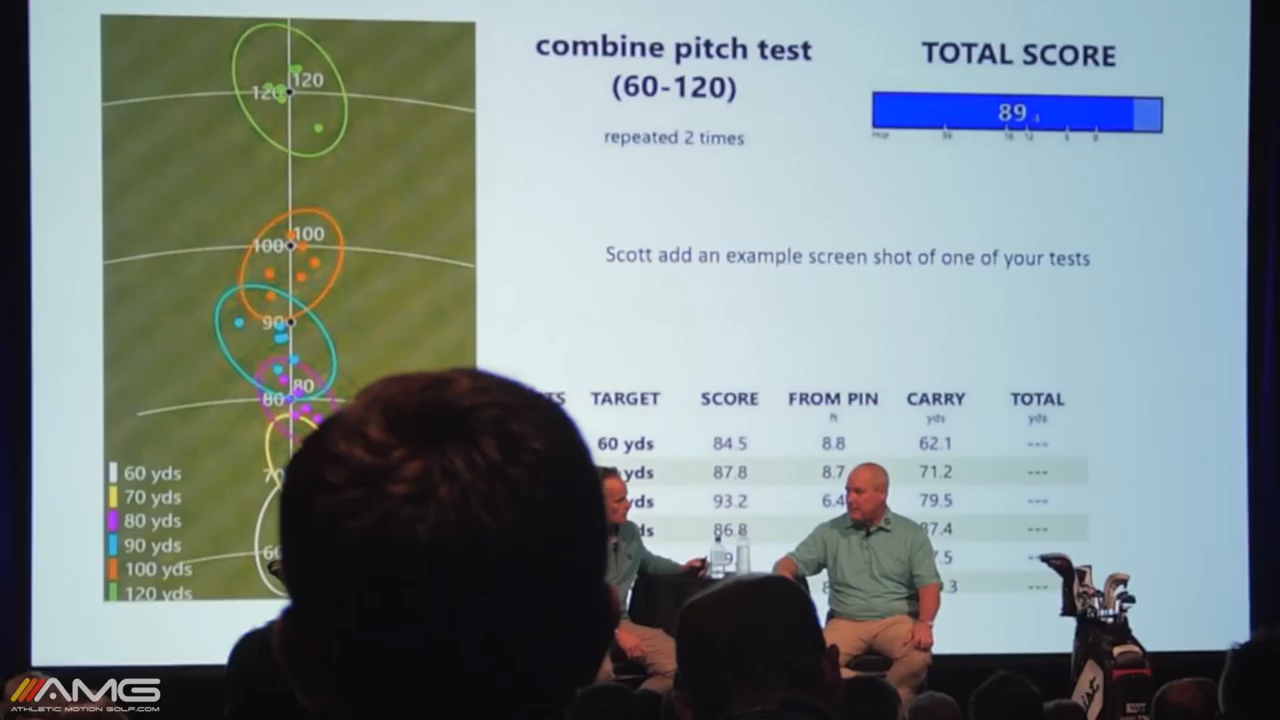 combine pitch test
(60-120)
repeated 2 times
TOTAL SCORE
89
120
120
100
100
90
80
80
60 yds
70 yds
80 yds
90 yds
100 yds
120 yds
Scott add an example screen shot of one of your tests
TARGET SCORE FROM PIN CARRY TOTAL
ft yds yds
60 yds 84.5 8.8 62.1 ---
yds 87.8 8.7 71.2 ---
yds 93.2 6.4 79.5 ---
86.8 ---
---
---
AMG
ATHLETIC MOTION GOLF.COM